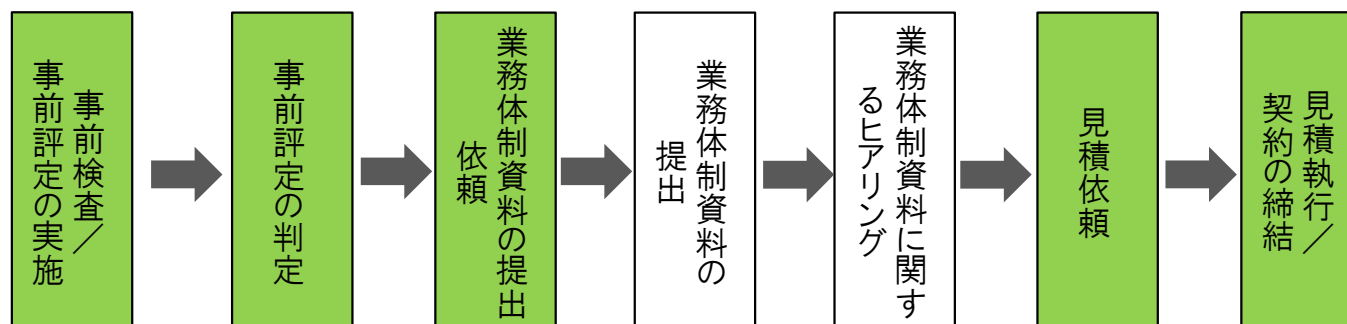 事前検査／
事前評定の実施
事前評定の判定
業務体制資料の提出
依頼
業務体制資料の
提出
業務体制資料に関す
るヒアリング
見積依頼
見積執行／
契約の締結